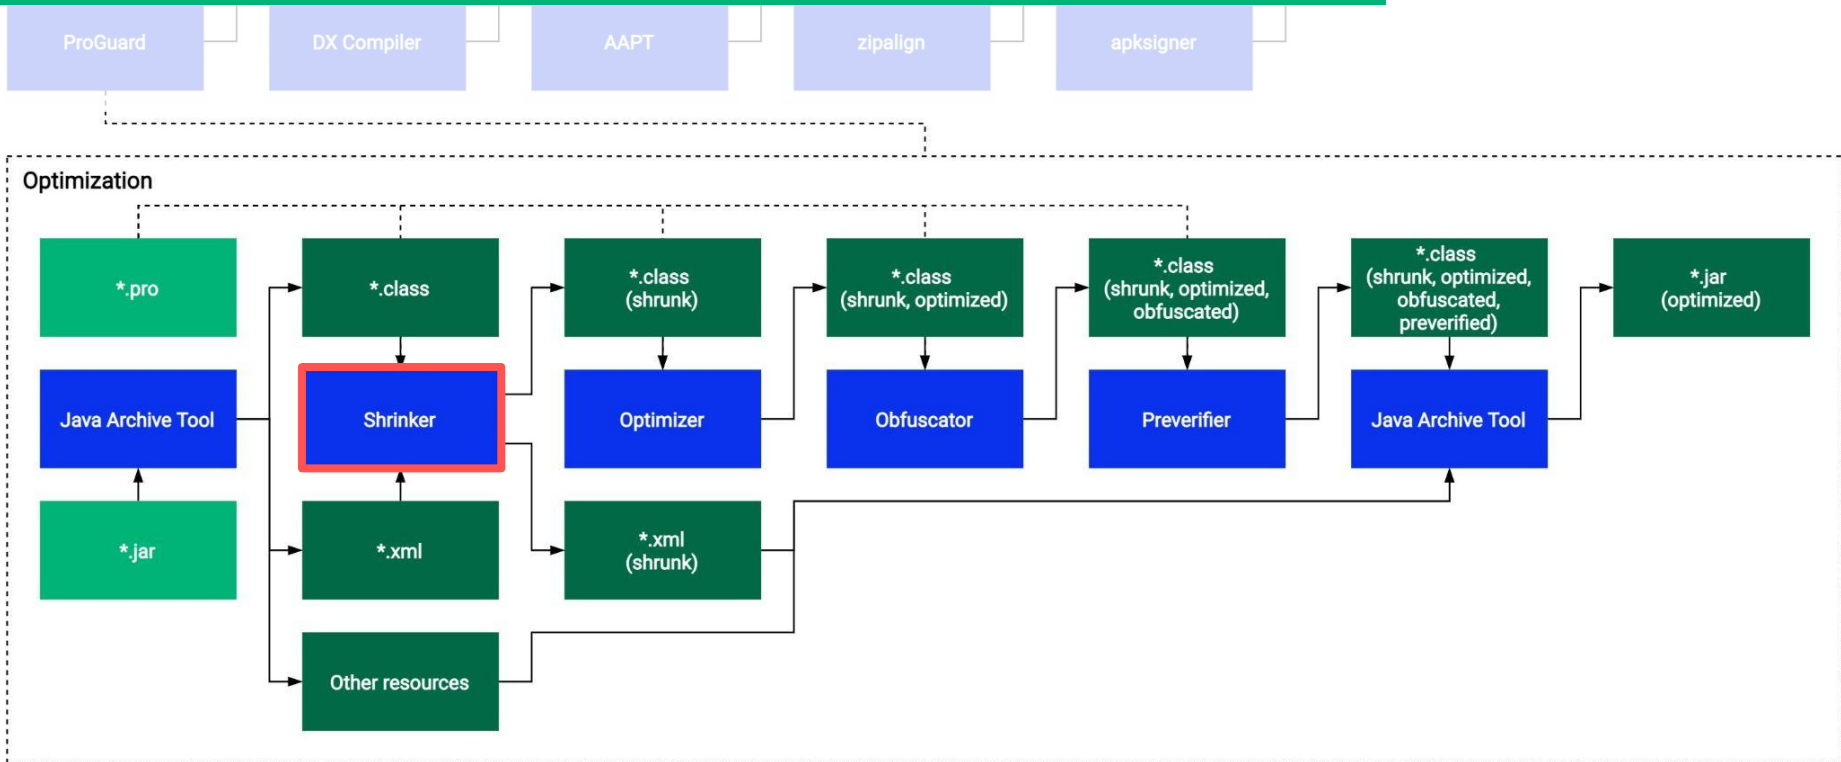 ProGuard
DX Compiler
AAPT
zipalign
apksigner
Optimization
*.pro
*.class
*.class
(shrunk)
*.class
(shrunk, optimized)
*.class
(shrunk, optimized,
obfuscated)
*.class
(shrunk, optimized,
obfuscated,
preverified)
*.jar
(optimized)
Java Archive Tool
Shrinker
Optimizer
Obfuscator
Preverifier
Java Archive Tool
*.jar
*.xml
*.xml
(shrunk)
Other resources